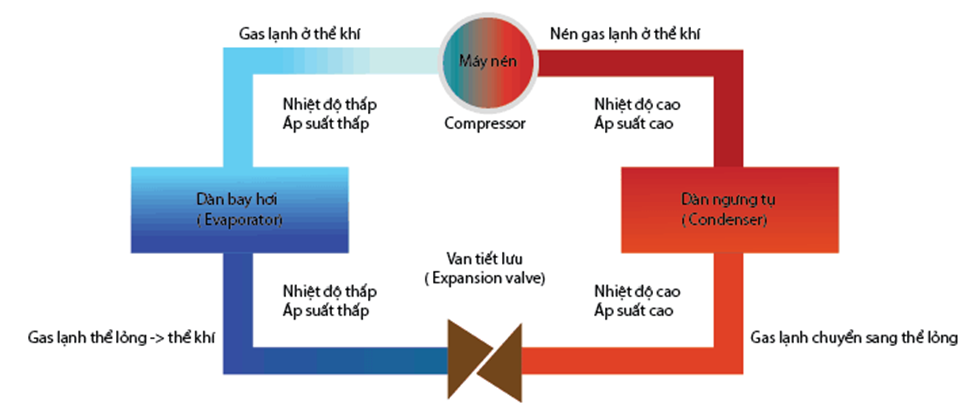 Gas lạnh ở thể khí
Nén gas lạnh ở thể khí
Máy nén
Nhiệt độ thấp
Áp suất thấp
Compressor
Nhiệt độ cao
Áp suất cao
Dàn bay hơi
( Evaporator)
Dàn ngưng tụ
( Condenser)
Van tiết lưu
( Expansion valve)
Nhiệt độ thấp
Áp suất thấp
Nhiệt độ cao
Áp suất cao
Gas lạnh thể lỏng -> thể khí
Gas lạnh chuyển sang thể lỏng